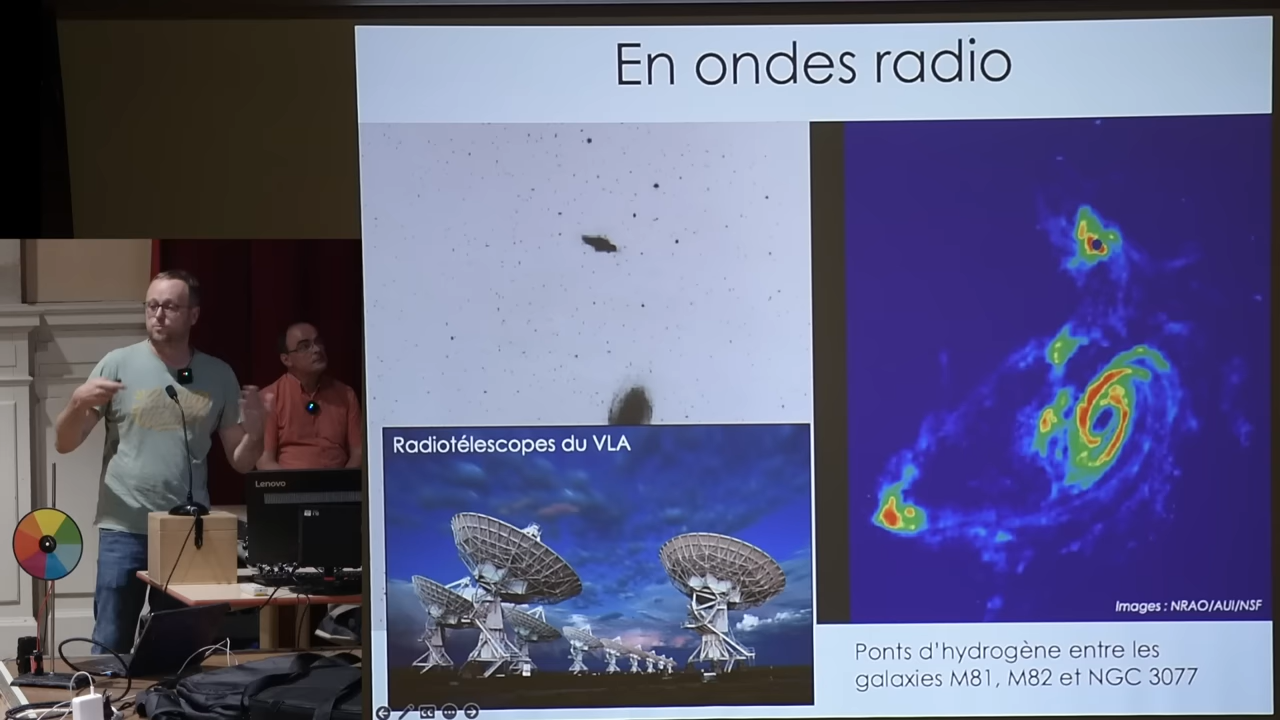 En ondes radio
Radiotélescopes du VLA
Images : NRAO/AUI/NSF
Ponts d'hydrogène entre les
galaxies M81, M82 et NGC 3077
Lenovo
CC